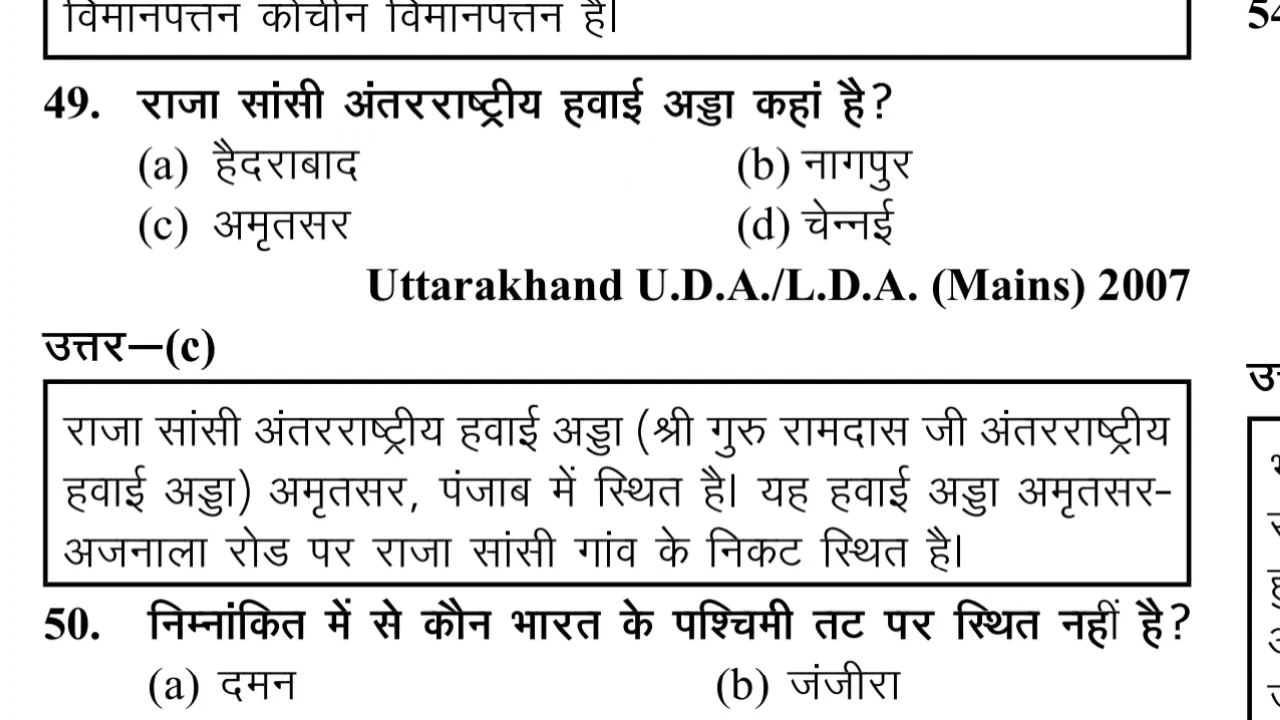 विमानपत्तन कोचीन विमानपत्तन है।
49. राजा सांसी अंतरराष्ट्रीय हवाई अड्डा कहां है?
(a) हैदराबाद (b) नागपुर
(c) अमृतसर (d) चेन्नई
Uttarakhand U.D.A./L.D.A. (Mains) 2007
उत्तर—(c)
राजा सांसी अंतरराष्ट्रीय हवाई अड्डा (श्री गुरु रामदास जी अंतरराष्ट्रीय
हवाई अड्डा) अमृतसर, पंजाब में स्थित है। यह हवाई अड्डा अमृतसर-
अजनाला रोड पर राजा सांसी गांव के निकट स्थित है।
50. निम्नांकित में से कौन भारत के पश्चिमी तट पर स्थित नहीं है?
(a) दमन (b) जंजीरा